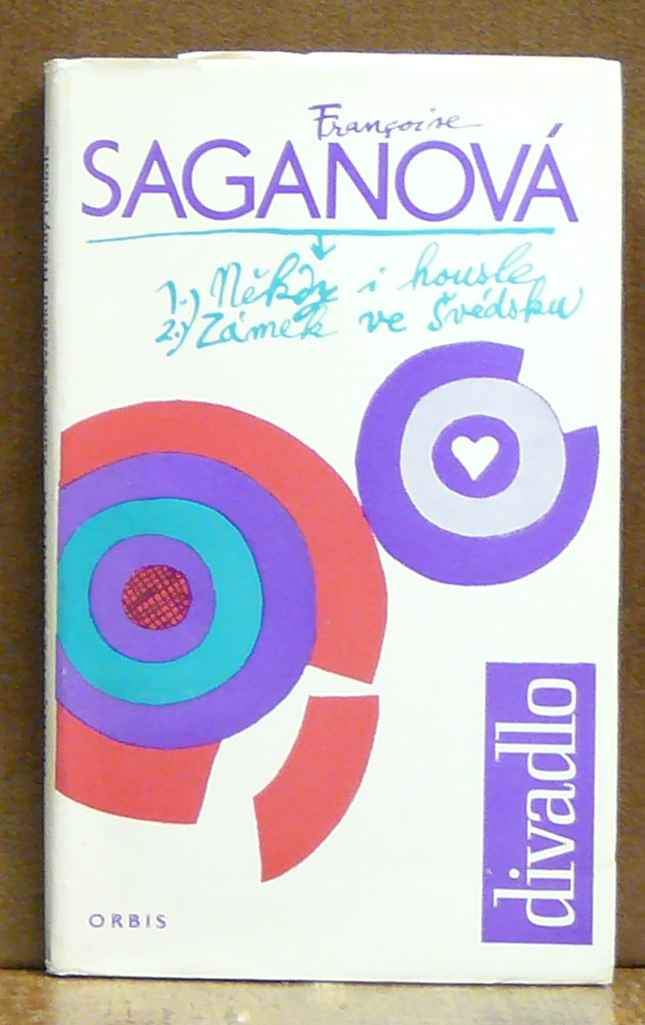 Françoise
SAGANOVÁ
1.) Někdy i housle
2.) Zámek ve Švédsku
divadlo
ORBIS